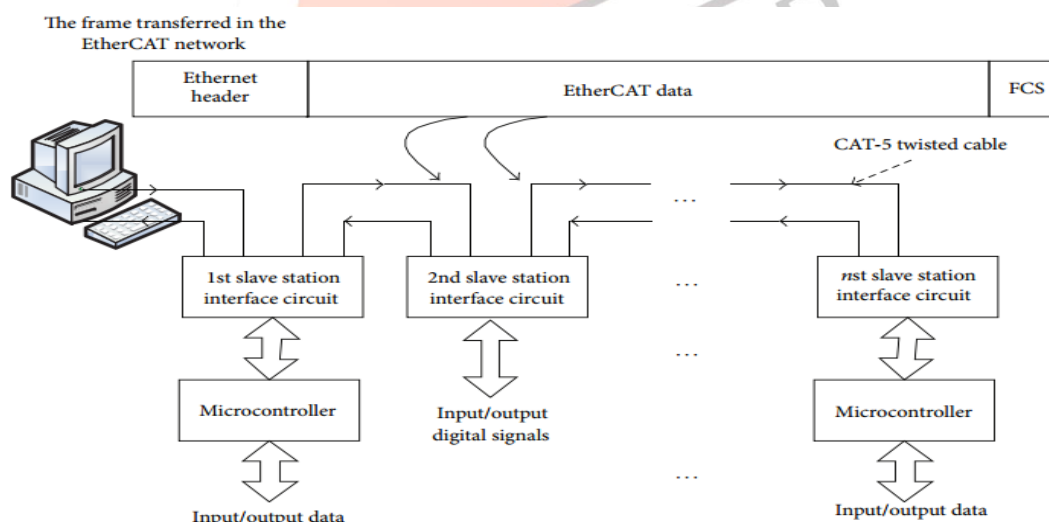 The frame transferred in the
EtherCAT network
Ethernet
header
EtherCAT data
FCS
CAT-5 twisted cable
...
1st slave station
interface circuit
2nd slave station
interface circuit
...
nst slave station
interface circuit
...
Microcontroller
Input/output
digital signals
Microcontroller
...
Input/output data
Input/output data